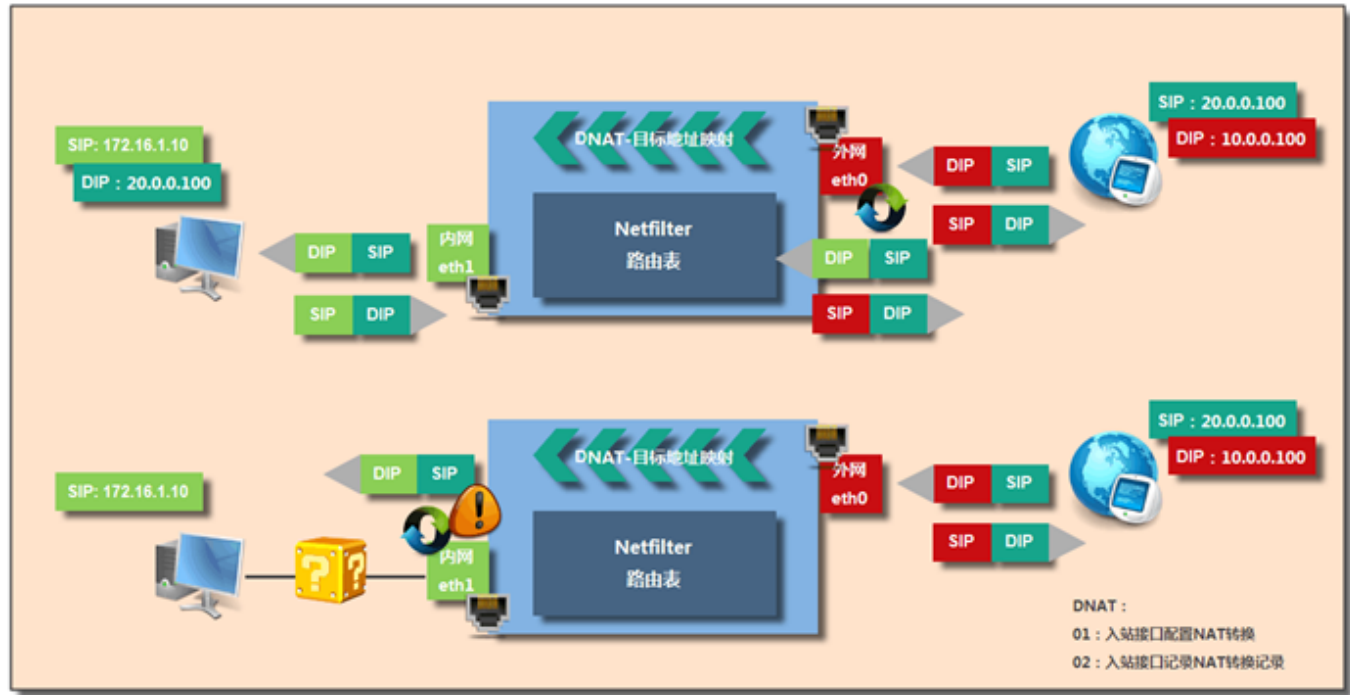 SIP：20.0.0.100
DIP：10.0.0.100
SIP: 172.16.1.10
DIP：20.0.0.100
DNAT-目标地址映射
外网
eth0
DIP SIP
SIP DIP
Netfilter
路由表
内网
eth1
DIP SIP
SIP DIP
DIP SIP
SIP DIP
SIP：20.0.0.100
DIP：10.0.0.100
SIP: 172.16.1.10
DNAT-目标地址映射
外网
eth0
DIP SIP
SIP DIP
DIP SIP
Netfilter
路由表
内网
eth1
? ?
!
DNAT：
01：入站接口配置NAT转换
02：入站接口记录NAT转换记录